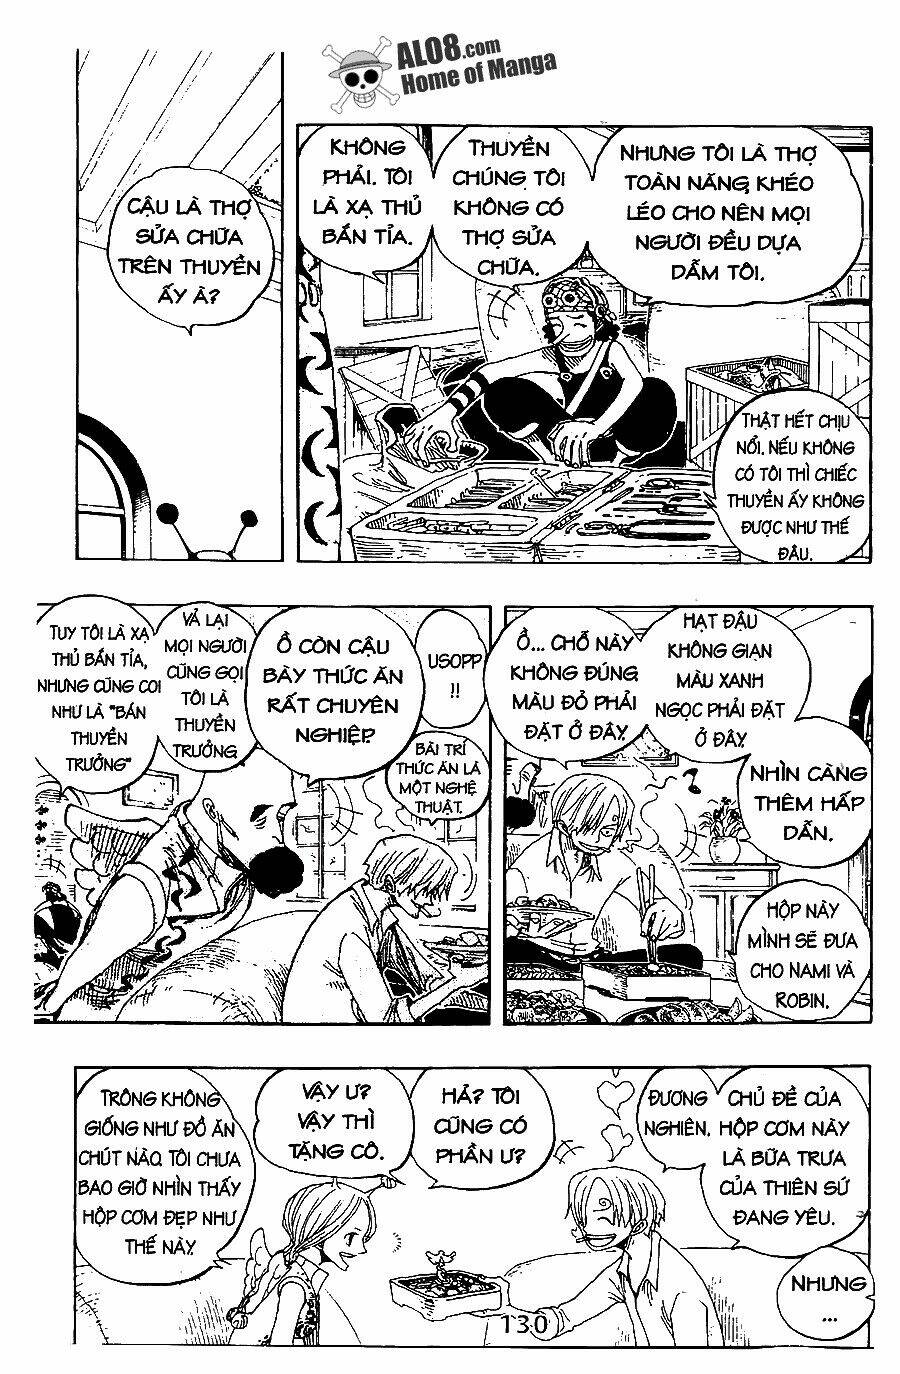 ALO8.com
Home of Manga
CẬU LÀ THỢ
SỬA CHỮA
TRÊN THUYỀN
ẤY À?
KHÔNG
PHẢI. TÔI
LÀ XẠ THỦ
BẮN TỈA.
THUYỀN
CHÚNG TÔI
KHÔNG CÓ
THỢ SỬA
CHỮA.
NHƯNG TÔI LÀ THỢ
TOÀN NĂNG, KHÉO
LÉO CHO NÊN MỌI
NGƯỜI ĐỀU DỰA
DẪM TÔI.
THẬT HẾT CHỊU
NỔI. NẾU KHÔNG
CÓ TÔI THÌ CHIẾC
THUYỀN ẤY KHÔNG
ĐƯỢC NHƯ THẾ
ĐÂU.
TUY TÔI LÀ XẠ
THỦ BẮN TỈA,
NHƯNG CŨNG COI
NHƯ LÀ "BÁN
THUYỀN
TRƯỞNG"
VẢ LẠI
MỌI NGƯỜI
CŨNG GỌI
TÔI LÀ
THUYỀN
TRƯỞNG.
Ồ CÒN CẬU
BÀY THỨC ĂN
RẤT CHUYÊN
NGHIỆP.
USOPP
!!
BÀI TRÍ
THỨC ĂN LÀ
MỘT NGHỆ
THUẬT.
Ồ... CHỖ NÀY
KHÔNG ĐÚNG,
MÀU ĐỎ PHẢI
ĐẶT Ở ĐÂY.
HẠT ĐẬU
KHÔNG GIAN
MÀU XANH
NGỌC PHẢI ĐẶT
Ở ĐÂY.
NHÌN CÀNG
THÊM HẤP
DẪN.
HỘP NÀY
MÌNH SẼ ĐƯA
CHO NAMI VÀ
ROBIN.
TRÔNG KHÔNG
GIỐNG NHƯ ĐỒ ĂN
CHÚT NÀO. TÔI CHƯA
BAO GIỜ NHÌN THẤY
HỘP CƠM ĐẸP NHƯ
THẾ NÀY.
VẬY Ư?
VẬY THÌ
TẶNG CÔ.
HẢ? TÔI
CŨNG CÓ
PHẦN Ư?
ĐƯƠNG
NGHIÊN.
CHỦ ĐỀ CỦA
HỘP CƠM NÀY
LÀ BỮA TRƯA
CỦA THIÊN SỨ
ĐANG YÊU.
NHƯNG
...
130